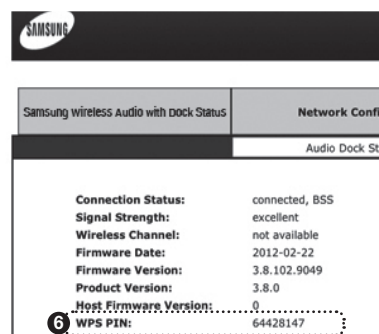 SAMSUNG
Samsung Wireless Audio with Dock Status
Network Confi
Audio Dock St
Connection Status: connected, BSS
Signal Strength: excellent
Wireless Channel: not available
Firmware Date: 2012-02-22
Firmware Version: 3.8.102.9049
Product Version: 3.8.0
Host Firmware Version: 0
6 WPS PIN: 64428147